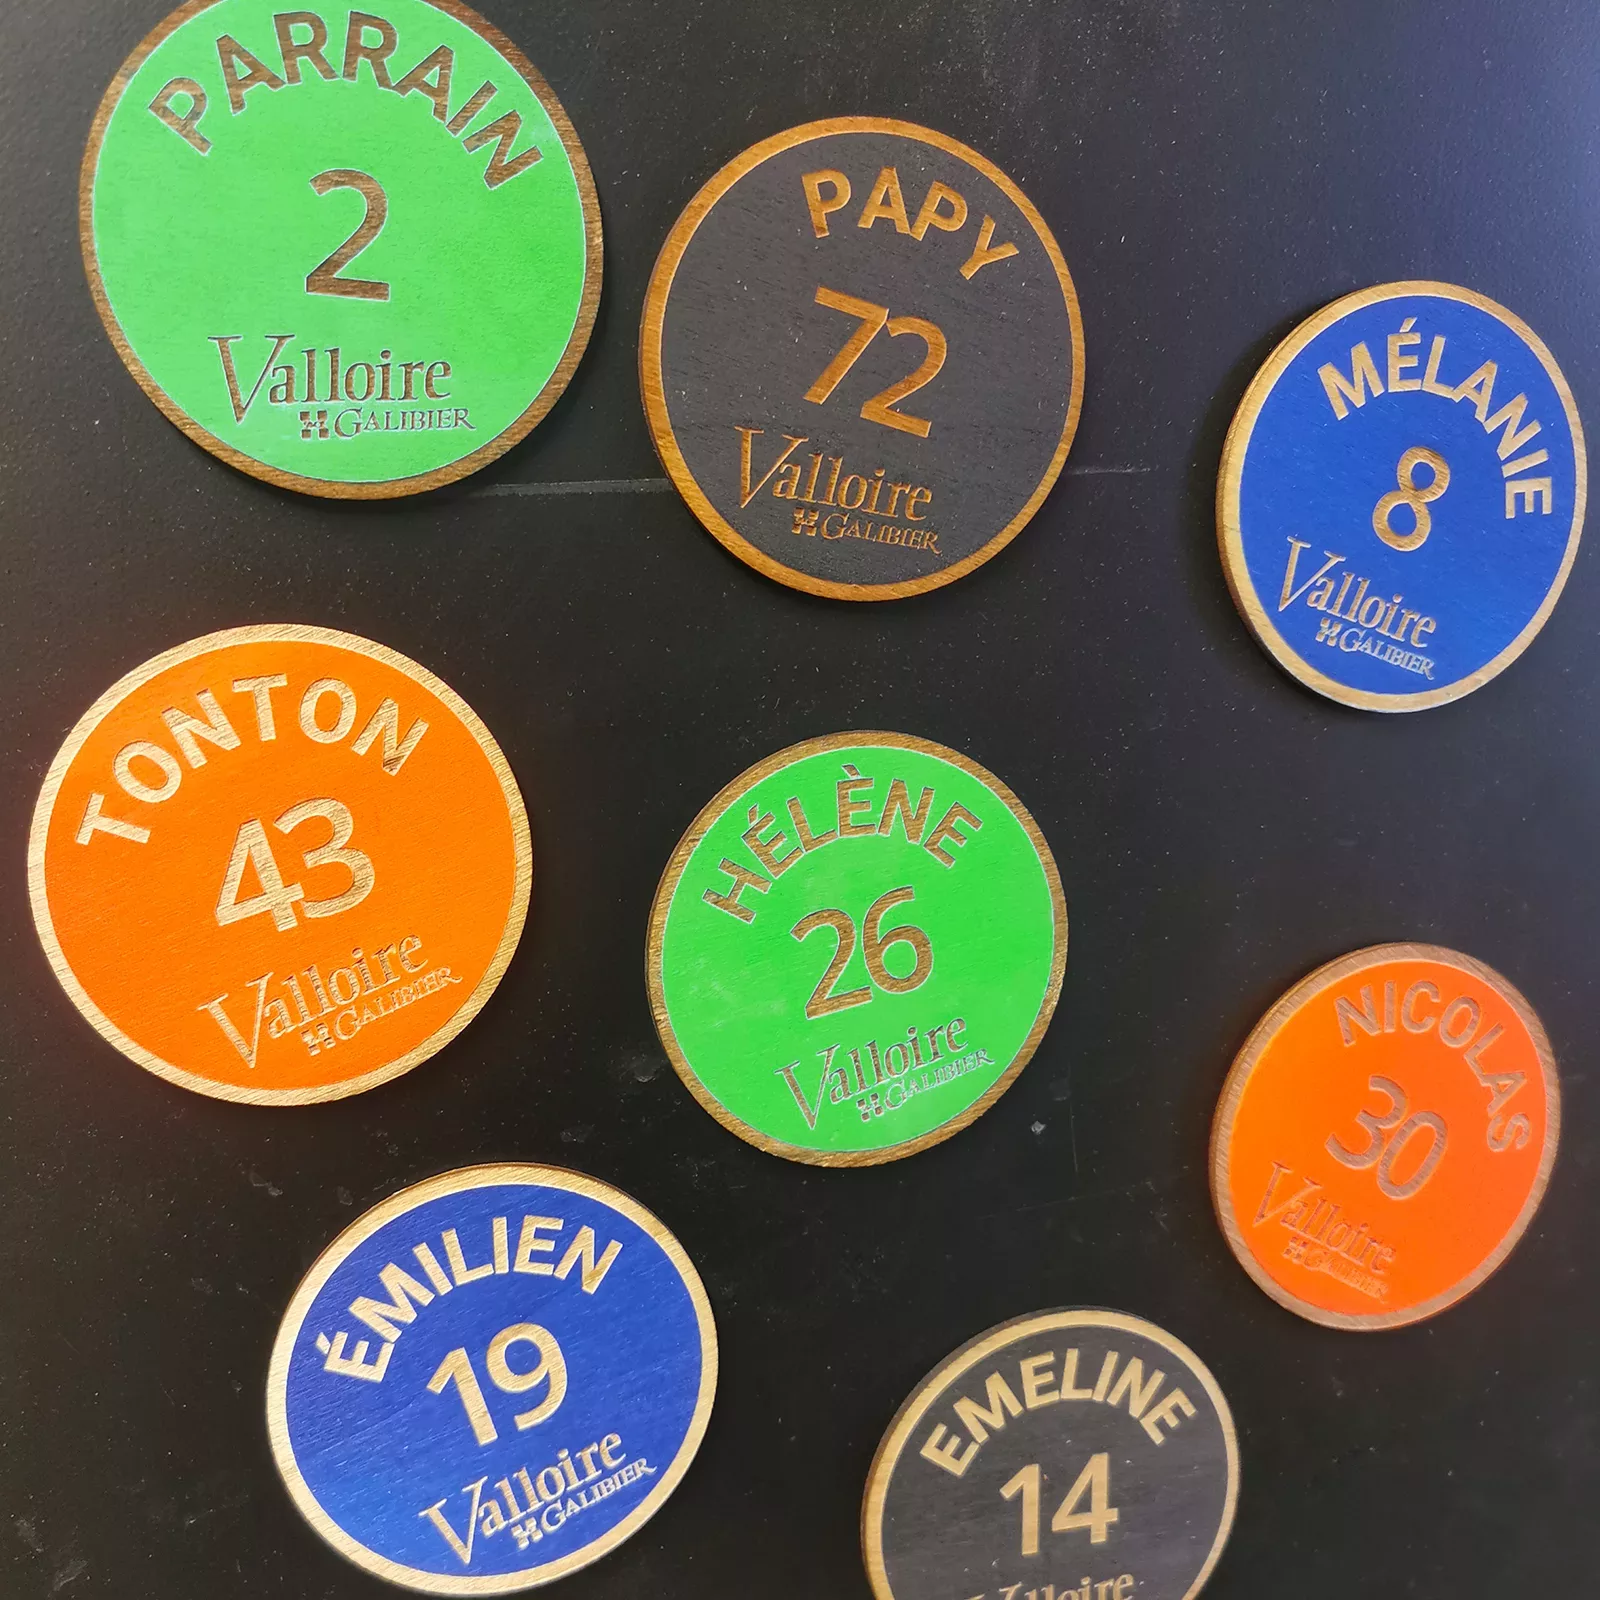 PARRAIN
2
Valloire
GALIBIER
PAPY
72
Valloire
GALIBIER
MÉLANIE
8
Valloire
GALIBIER
TONTON
43
Valloire
GALIBIER
HÉLÈNE
26
Valloire
GALIBIER
NICOLAS
30
Valloire
GALIBIER
ÉMILIEN
19
Valloire
GALIBIER
EMELINE
14
Valloire